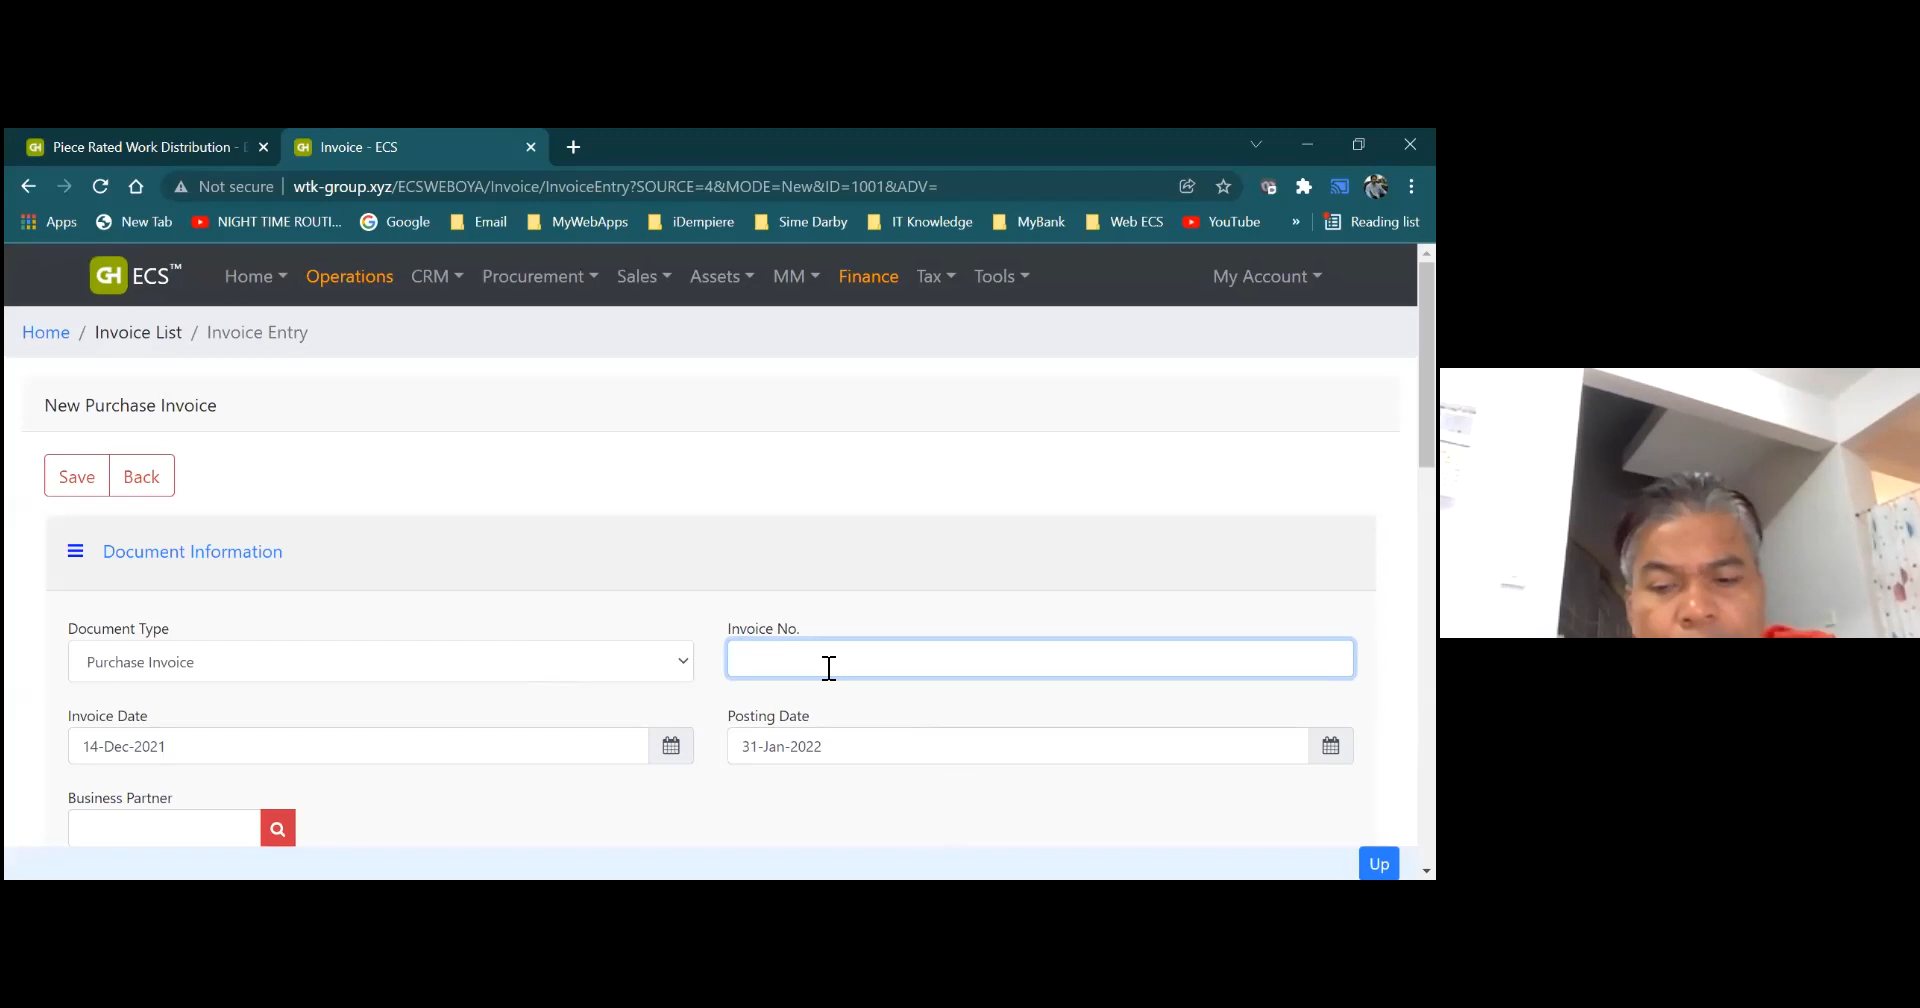 Piece Rated Work Distribution -
Invoice - ECS
Not secure
wtk-group.xyz/ECSWEBOYA/Invoice/InvoiceEntry?SOURCE=4&MODE=New&ID=1001&ADV=
Apps
New Tab
NIGHT TIME ROUTI...
Google
Email
MyWebApps
iDempiere
Sime Darby
IT Knowledge
MyBank
Web ECS
YouTube
»
Reading list
GH ECS™
Home
Operations
CRM
Procurement
Sales
Assets
MM
Finance
Tax
Tools
My Account
Home / Invoice List / Invoice Entry
New Purchase Invoice
Save
Back
Document Information
Document Type
Invoice No.
Purchase Invoice
Invoice Date
Posting Date
14-Dec-2021
31-Jan-2022
Business Partner
Up